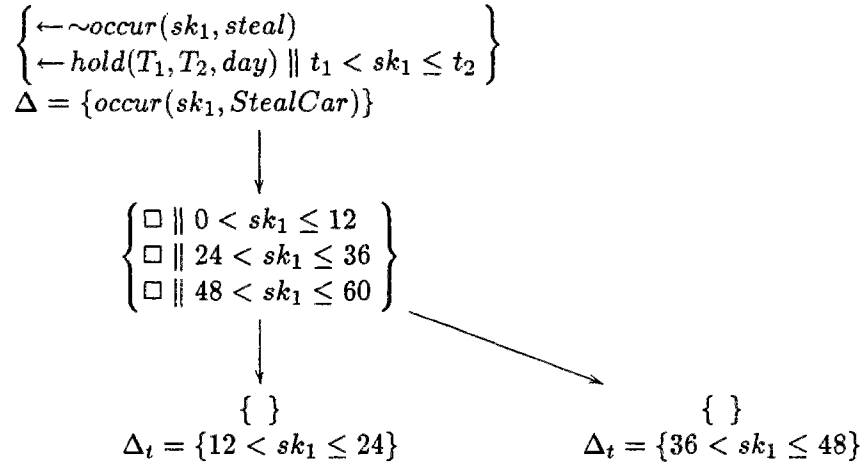 ← ~occur(sk₁, steal)
← hold(T₁, T₂, day) || t₁ < sk₁ ≤ t₂
Δ = {occur(sk₁, StealCar)}
□ || 0 < sk₁ ≤ 12
□ || 24 < sk₁ ≤ 36
□ || 48 < sk₁ ≤ 60
{ } { }
Δₜ = {12 < sk₁ ≤ 24} Δₜ = {36 < sk₁ ≤ 48}